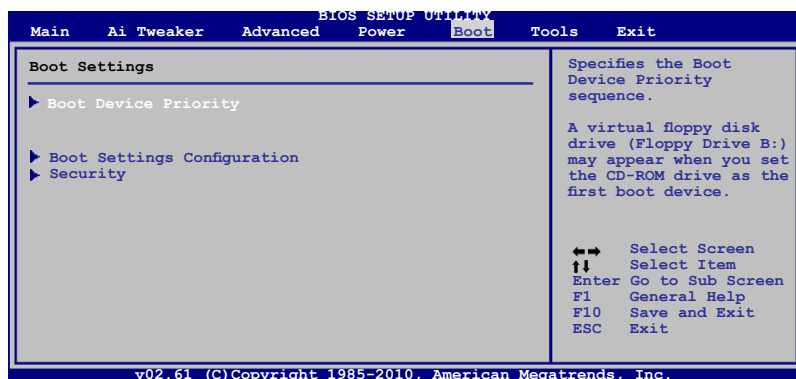 BIOS SETUP UTILITY
Main Ai Tweaker Advanced Power Boot Tools Exit
Boot Settings
Boot Device Priority
Boot Settings Configuration
Security
Specifies the Boot
Device Priority
sequence.
A virtual floppy disk
drive (Floppy Drive B:)
may appear when you set
the CD-ROM drive as the
first boot device.
←→ Select Screen
↑↓ Select Item
Enter Go to Sub Screen
F1 General Help
F10 Save and Exit
ESC Exit
v02.61 (C)Copyright 1985-2010, American Megatrends, Inc.